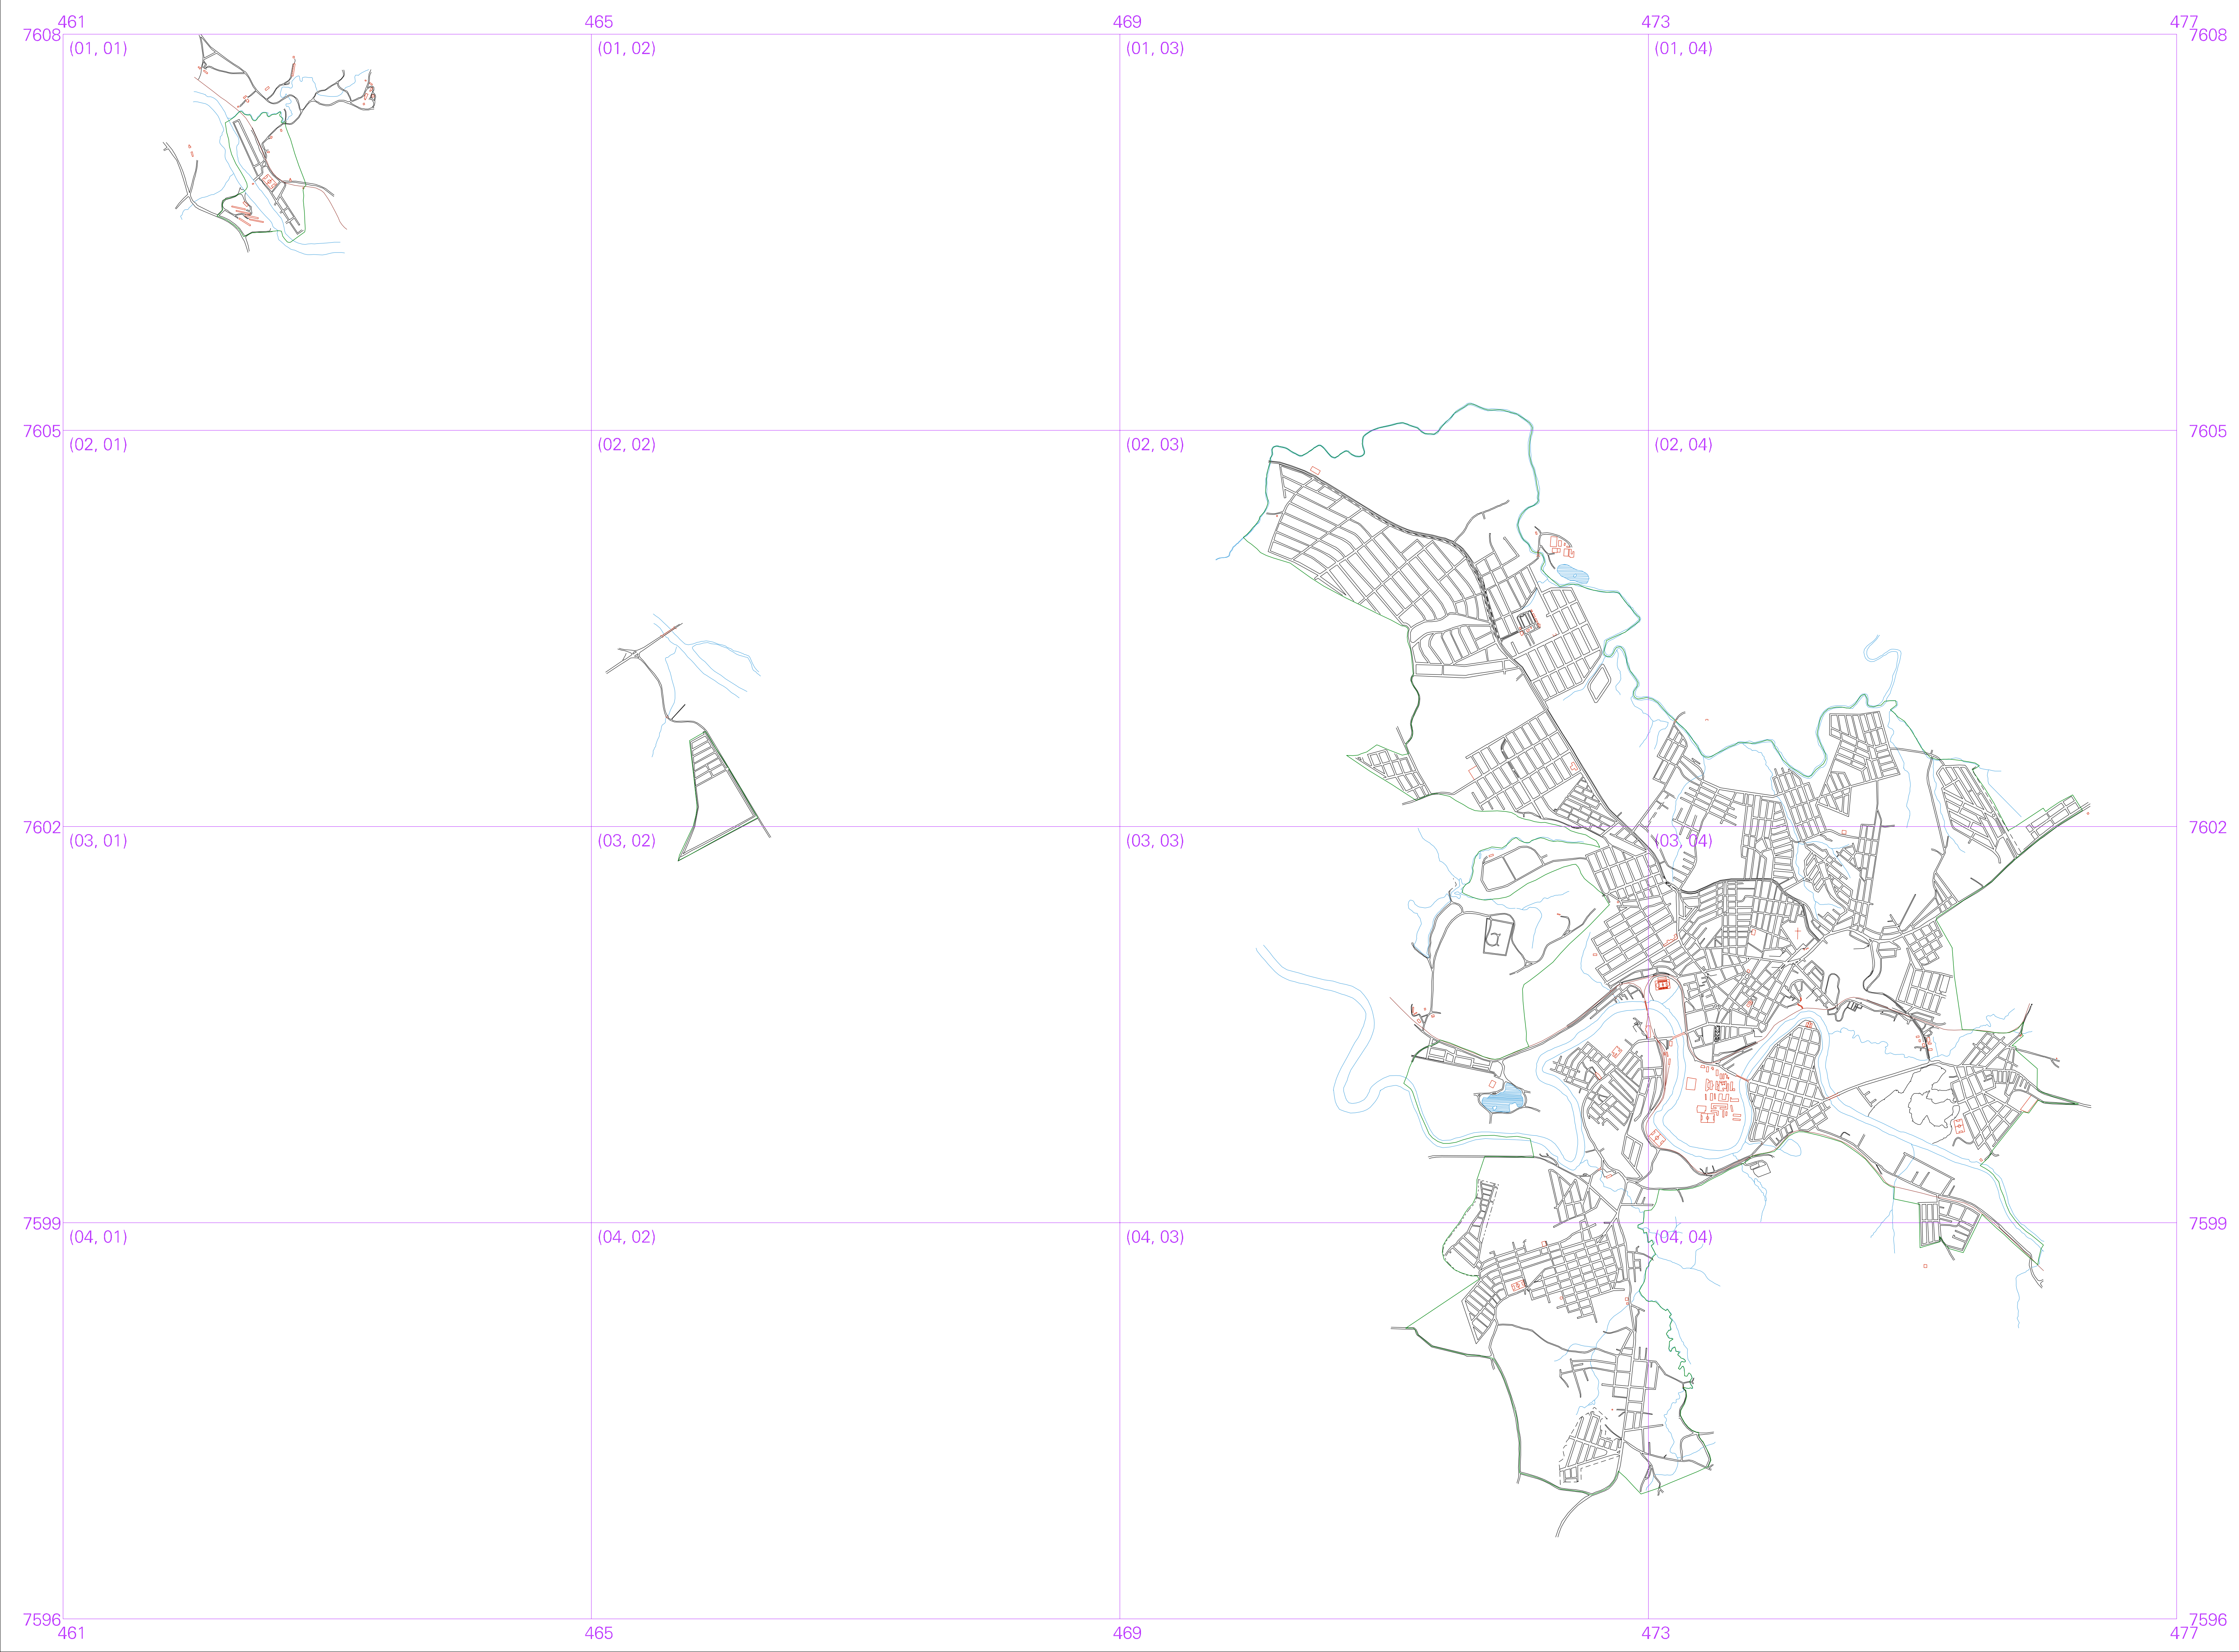 461 465 469 473 477
7608 7608
(01, 01) (01, 02) (01, 03) (01, 04)
7605 7605
(02, 01) (02, 02) (02, 03) (02, 04)
7602 7602
(03, 01) (03, 02) (03, 03) (03, 04)
7599 7599
(04, 01) (04, 02) (04, 03) (04, 04)
7596 7596
461 465 469 473 477